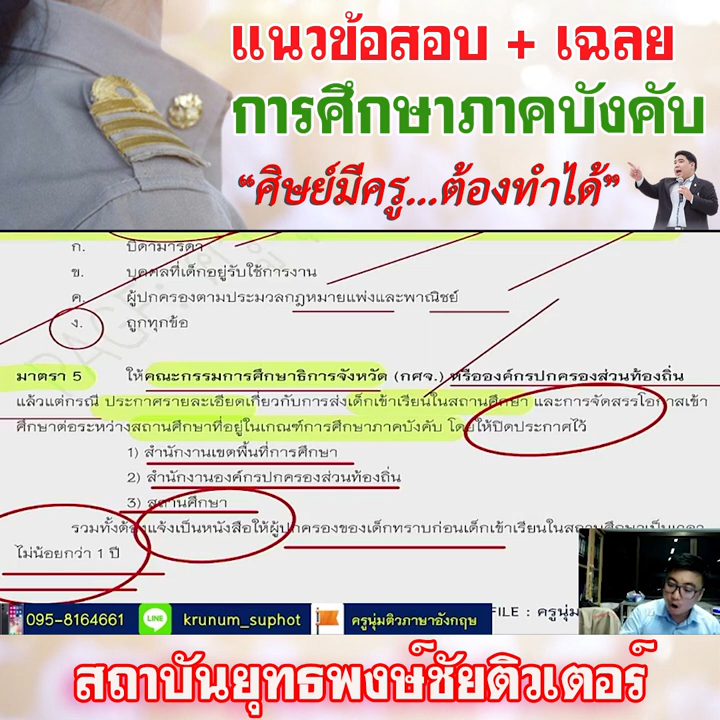 แนวข้อสอบ + เฉลย
การศึกษาภาคบังคับ
“ศิษย์มีครู...ต้องทำได้”
ก. บิดามารดา
ข. บุคคลที่เด็กอยู่รับใช้การงาน
ค. ผู้ปกครองตามประมวลกฎหมายแพ่งและพาณิชย์
ง. ถูกทุกข้อ
มาตรา 5 ให้คณะกรรมการศึกษาธิการจังหวัด (กศจ.) หรือองค์กรปกครองส่วนท้องถิ่น
แล้วแต่กรณี ประกาศรายละเอียดเกี่ยวกับการส่งเด็กเข้าเรียนในสถานศึกษา และการจัดสรรโอกาสเข้า
ศึกษาต่อระหว่างสถานศึกษาที่อยู่ในเกณฑ์การศึกษาภาคบังคับ โดยให้ปิดประกาศไว้
1) สำนักงานเขตพื้นที่การศึกษา
2) สำนักงานองค์กรปกครองส่วนท้องถิ่น
3) สถานศึกษา
รวมทั้งต้องแจ้งเป็นหนังสือให้ผู้ปกครองของเด็กทราบก่อนเด็กเข้าเรียนในสถานศึกษาเป็นเวลา
ไม่น้อยกว่า 1 ปี
095-8164661 LINE krunum_suphot ครูนุ่มติวภาษาอังกฤษ FILE : ครูนุ่ม
สถาบันยุทธพงษ์ชัยติวเตอร์